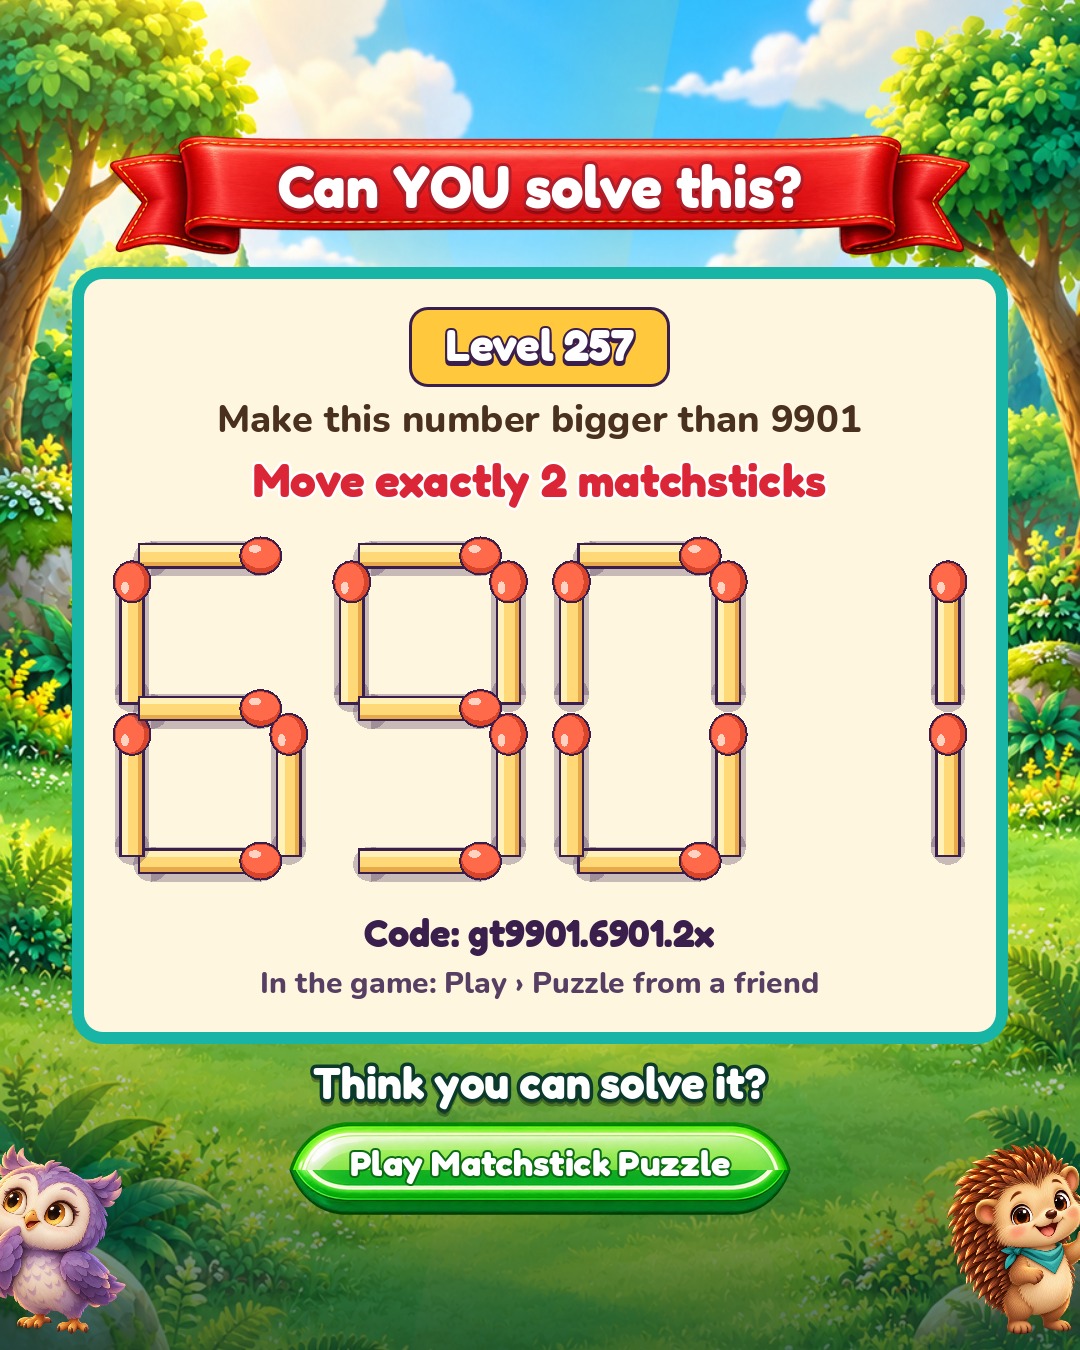 Can YOU solve this?
Level 257
Make this number bigger than 9901
Move exactly 2 matchsticks
6901
Code: gt9901.6901.2x
In the game: Play › Puzzle from a friend
Think you can solve it?
Play Matchstick Puzzle